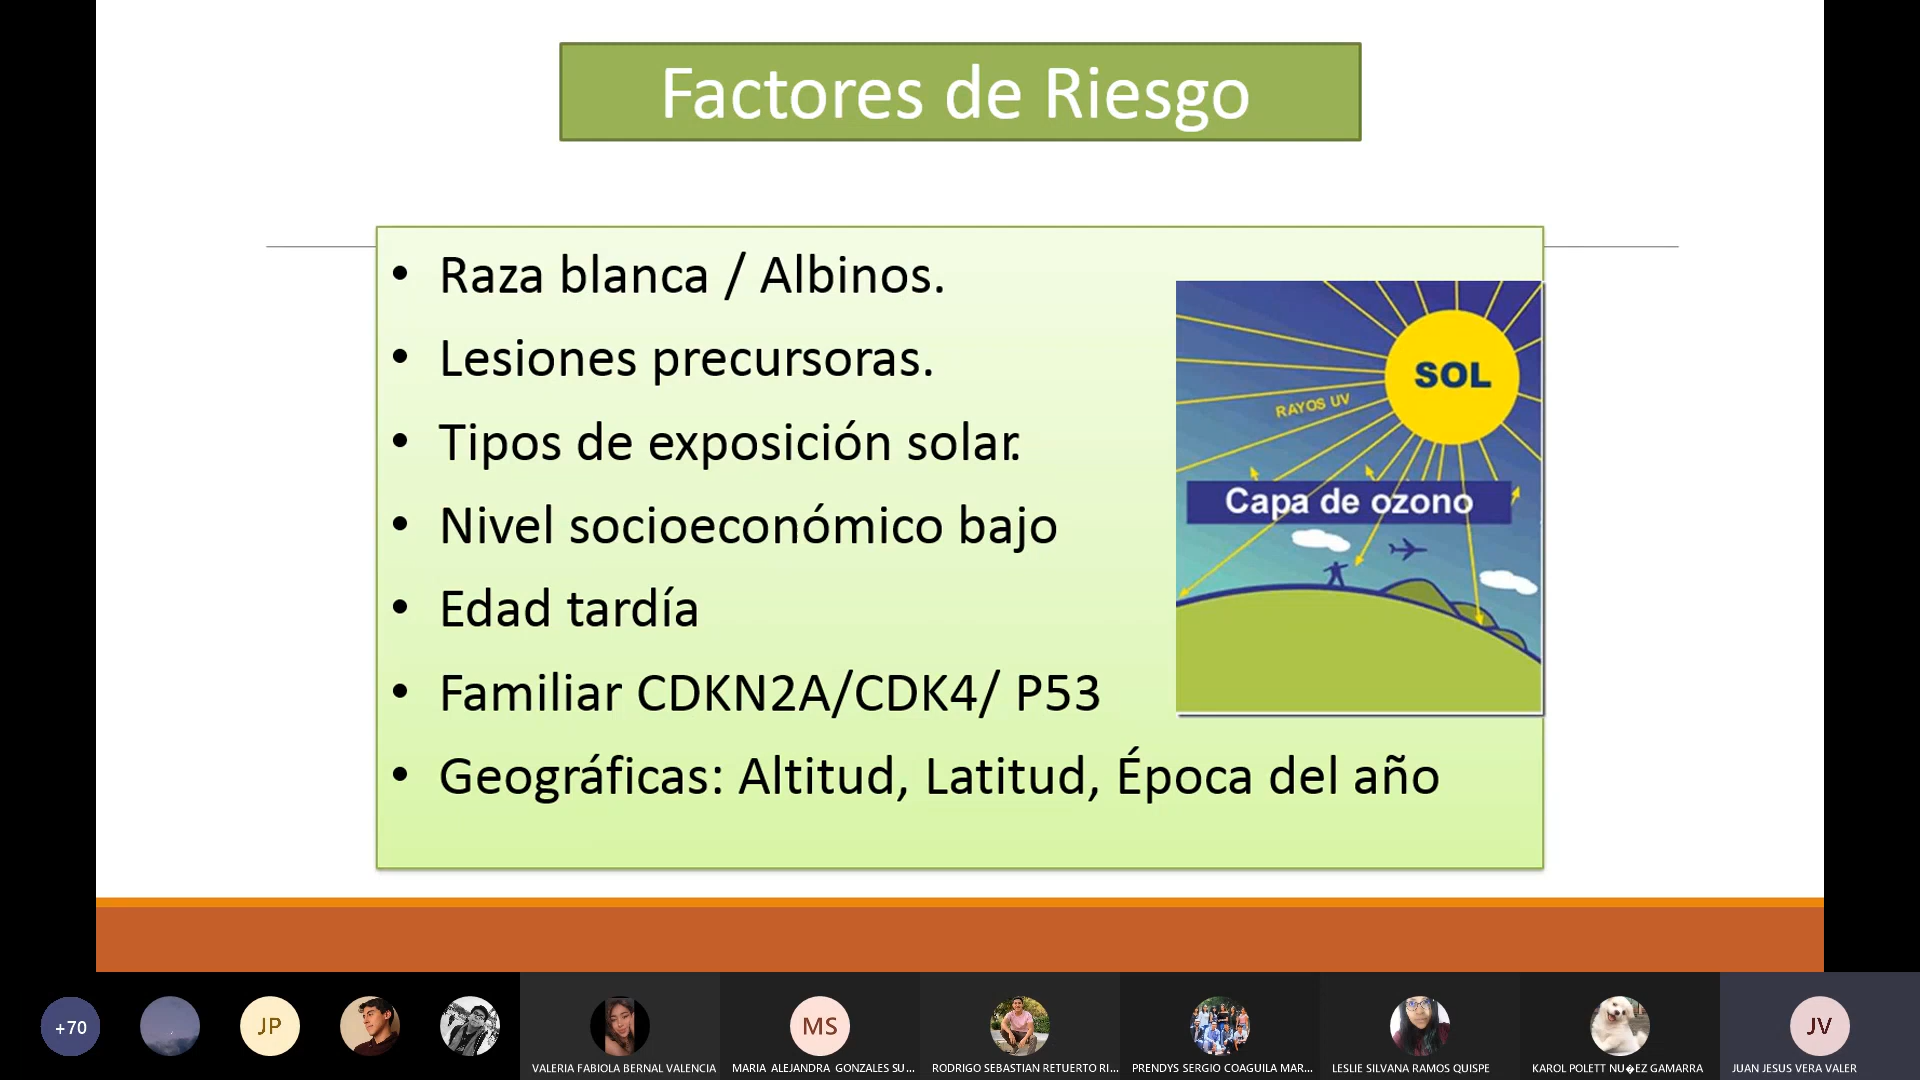 Factores de Riesgo
• Raza blanca / Albinos.
• Lesiones precursoras.
• Tipos de exposición solar.
• Nivel socioeconómico bajo
• Edad tardía
• Familiar CDKN2A/CDK4/ P53
• Geográficas: Altitud, Latitud, Época del año
SOL
RAYOS UV
Capa de ozono
+70
JP
MS
JV
VALERIA FABIOLA BERNAL VALENCIA
MARIA ALEJANDRA GONZALES SU...
RODRIGO SEBASTIAN RETUERTO RI...
PRENDYS SERGIO COAGUILA MAR...
LESLIE SILVANA RAMOS QUISPE
KAROL POLETT NU�EZ GAMARRA
JUAN JESUS VERA VALER